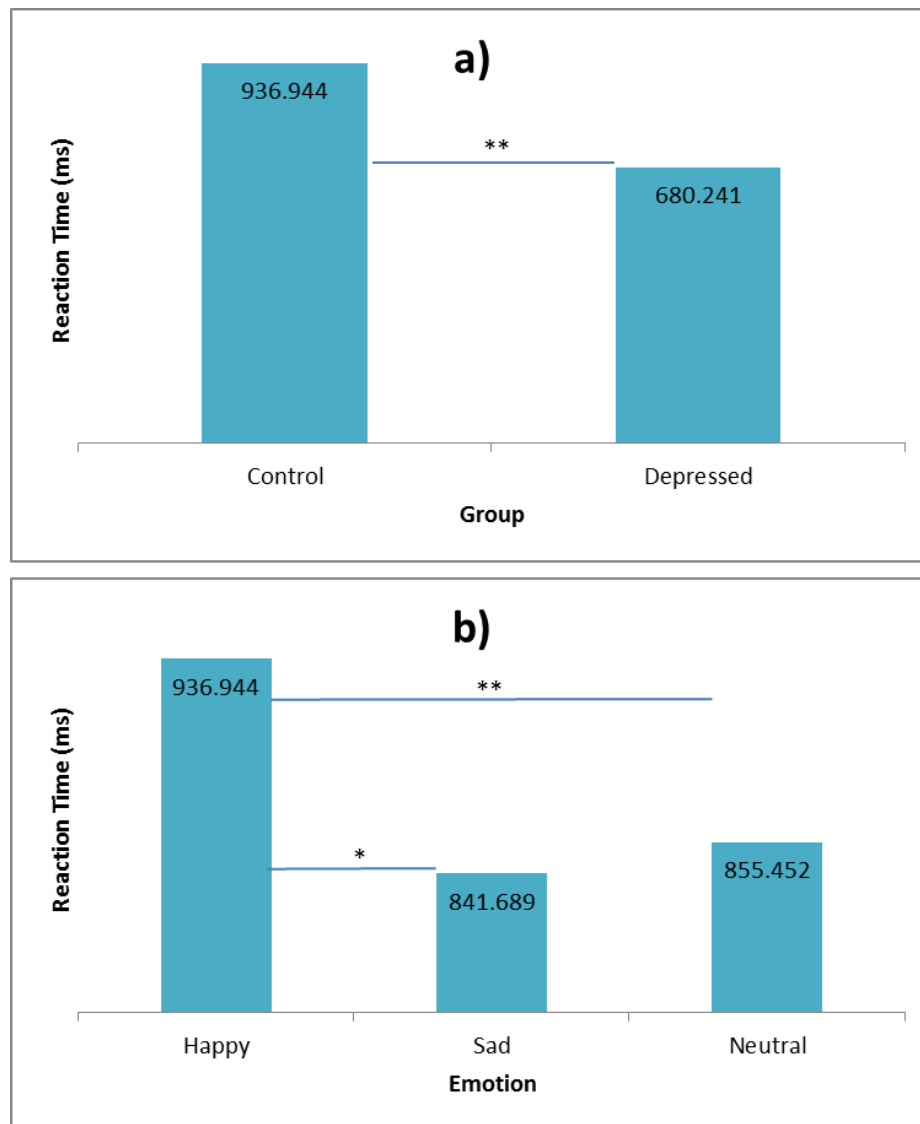 a)
936.944
**
680.241
Reaction Time (ms)
Control
Depressed
Group
b)
936.944
**
*
841.689
855.452
Reaction Time (ms)
Happy
Sad
Neutral
Emotion